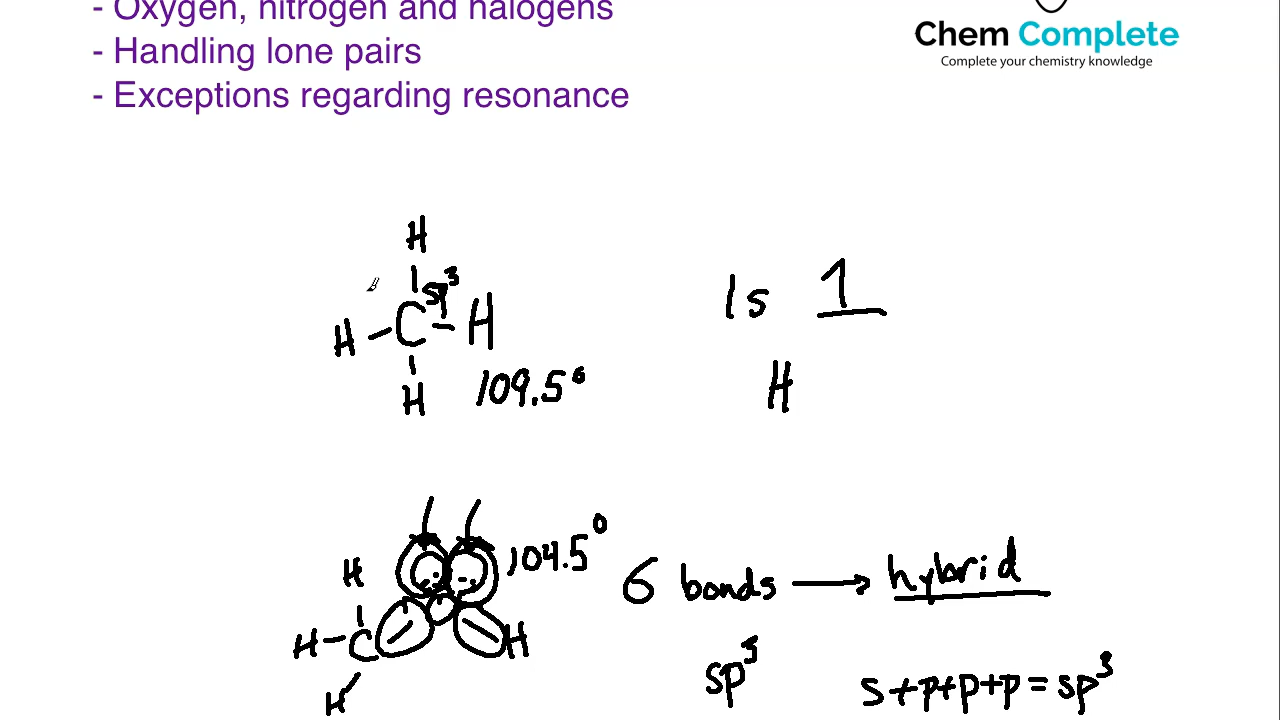 - Oxygen, nitrogen and halogens
- Handling lone pairs
- Exceptions regarding resonance
Chem Complete
Complete your chemistry knowledge
H
sp³
H - C - H
H
109.5°
1s 1
H
104.5°
H
H - C
H
H
6 bonds → hybrid
sp³
s + p + p + p = sp³